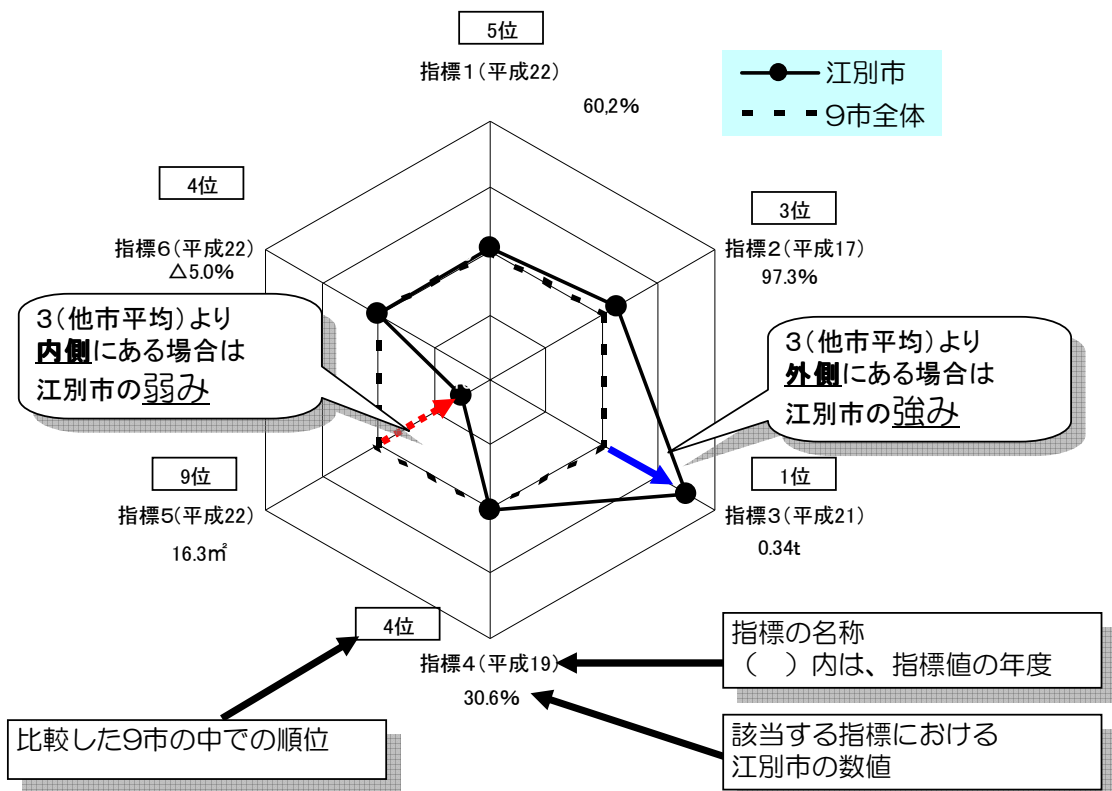 5位
指標1(平成22)
60,2%
江別市
9市全体
4位
指標6(平成22)
△5.0%
3位
指標2(平成17)
97.3%
3(他市平均)より
内側にある場合は
江別市の弱み
3(他市平均)より
外側にある場合は
江別市の強み
9位
指標5(平成22)
16.3㎡
1位
指標3(平成21)
0.34t
4位
指標4(平成19)
30.6%
指標の名称
( )内は、指標値の年度
比較した9市の中での順位
該当する指標における
江別市の数値